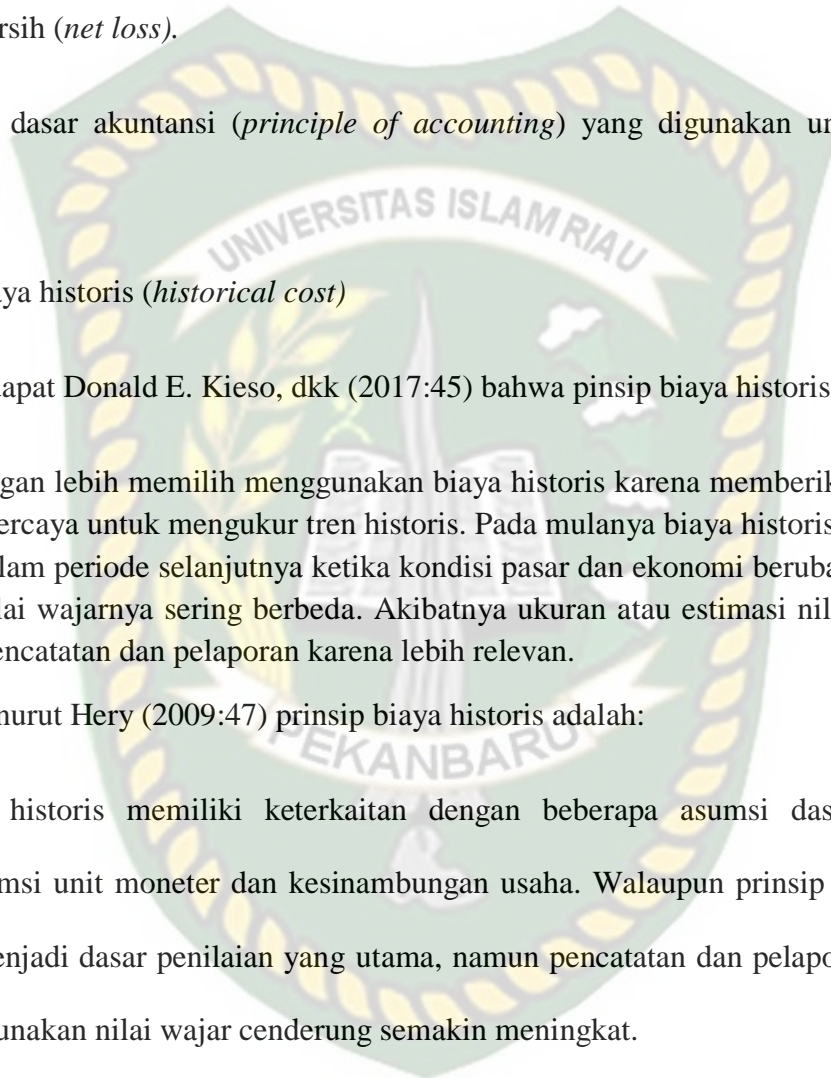 rsih (net loss).
dasar akuntansi (principle of accounting) yang digunakan un
UNIVERSITAS ISLAM RIAU
ya historis (historical cost)
dapat Donald E. Kieso, dkk (2017:45) bahwa pinsip biaya historis
gan lebih memilih menggunakan biaya historis karena memberik
ercaya untuk mengukur tren historis. Pada mulanya biaya historis
lam periode selanjutnya ketika kondisi pasar dan ekonomi beruba
lai wajarnya sering berbeda. Akibatnya ukuran atau estimasi nil
encatatan dan pelaporan karena lebih relevan.
nurut Hery (2009:47) prinsip biaya historis adalah:
PEKANBARU
historis memiliki keterkaitan dengan beberapa asumsi das
msi unit moneter dan kesinambungan usaha. Walaupun prinsip
enjadi dasar penilaian yang utama, namun pencatatan dan pelapo
unakan nilai wajar cenderung semakin meningkat.